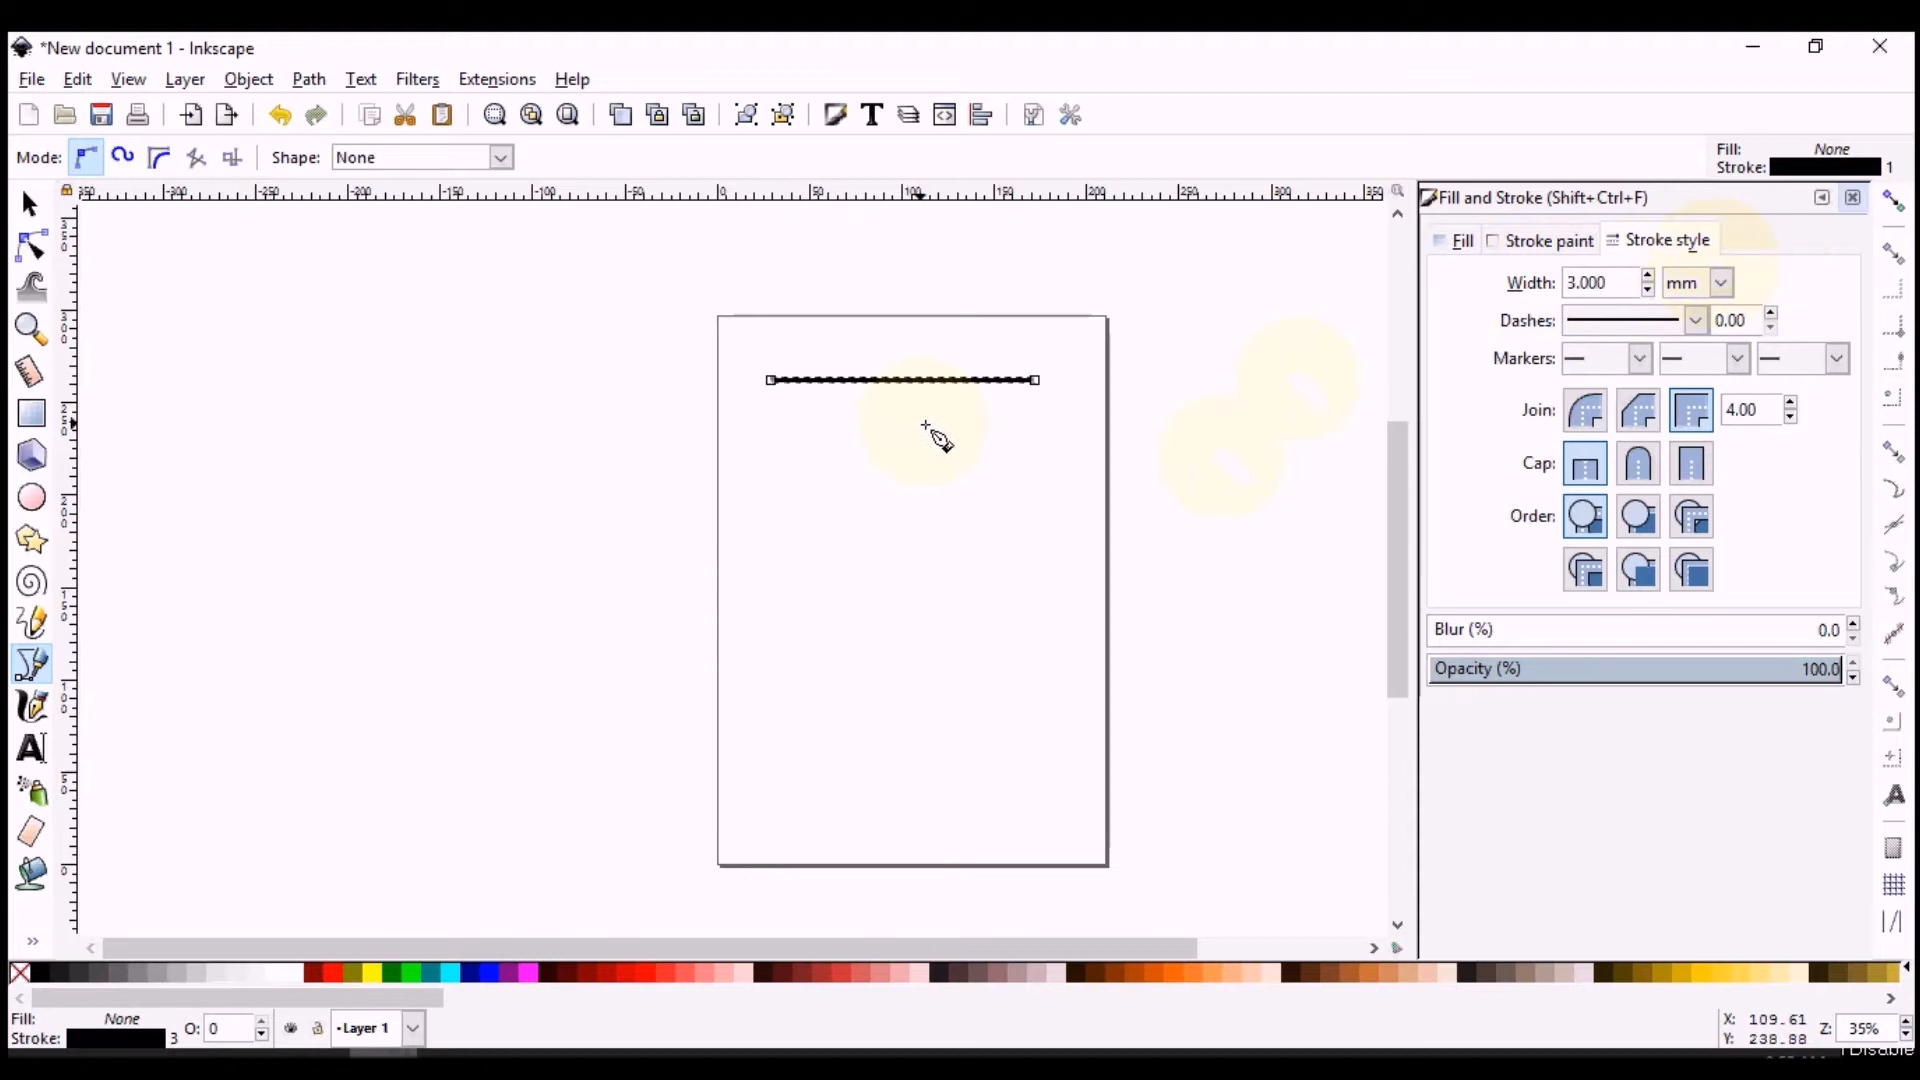 *New document 1 - Inkscape
File Edit View Layer Object Path Text Filters Extensions Help
Mode: Shape: None
Fill: None
Stroke: 1
Fill and Stroke (Shift+Ctrl+F)
Fill Stroke paint Stroke style
Width: 3.000 mm
Dashes: 0.00
Markers:
Join: 4.00
Cap:
Order:
Blur (%) 0.0
Opacity (%) 100.0
Fill: None
Stroke: 3
O: 0
•Layer 1
X: 109.61
Y: 238.88
Z: 35%